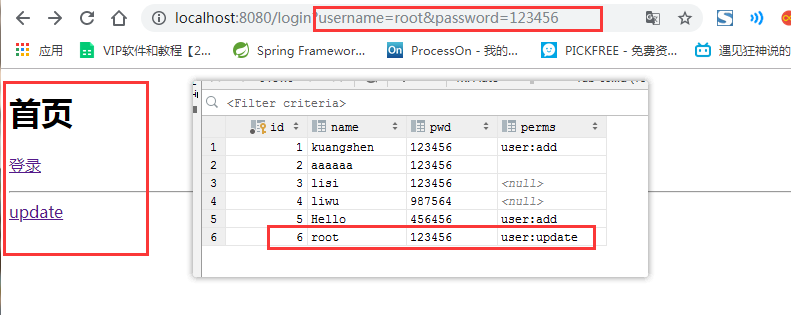 localhost:8080/login?username=root&password=123456
应用 VIP软件和教程【2... Spring Framewor... ProcessOn - 我的... PICKFREE - 免费资... 遇见狂神说的
首页
登录
update
<Filter criteria>
id name pwd perms
1 1 kuangshen 123456 user:add
2 2 aaaaaa 123456
3 3 lisi 123456 <null>
4 4 liwu 987564 <null>
5 5 Hello 456456 user:add
6 6 root 123456 user:update